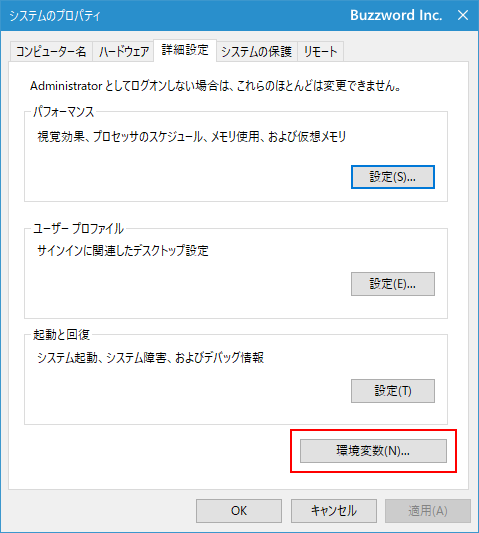 システムのプロパティ
Buzzword Inc.
コンピューター名 ハードウェア 詳細設定 システムの保護 リモート
Administrator としてログオンしない場合は、これらのほとんどは変更できません。
パフォーマンス
視覚効果、プロセッサのスケジュール、メモリ使用、および仮想メモリ
設定(S)...
ユーザー プロファイル
サインインに関連したデスクトップ設定
設定(E)...
起動と回復
システム起動、システム障害、およびデバッグ情報
設定(T)
環境変数(N)...
OK キャンセル 適用(A)